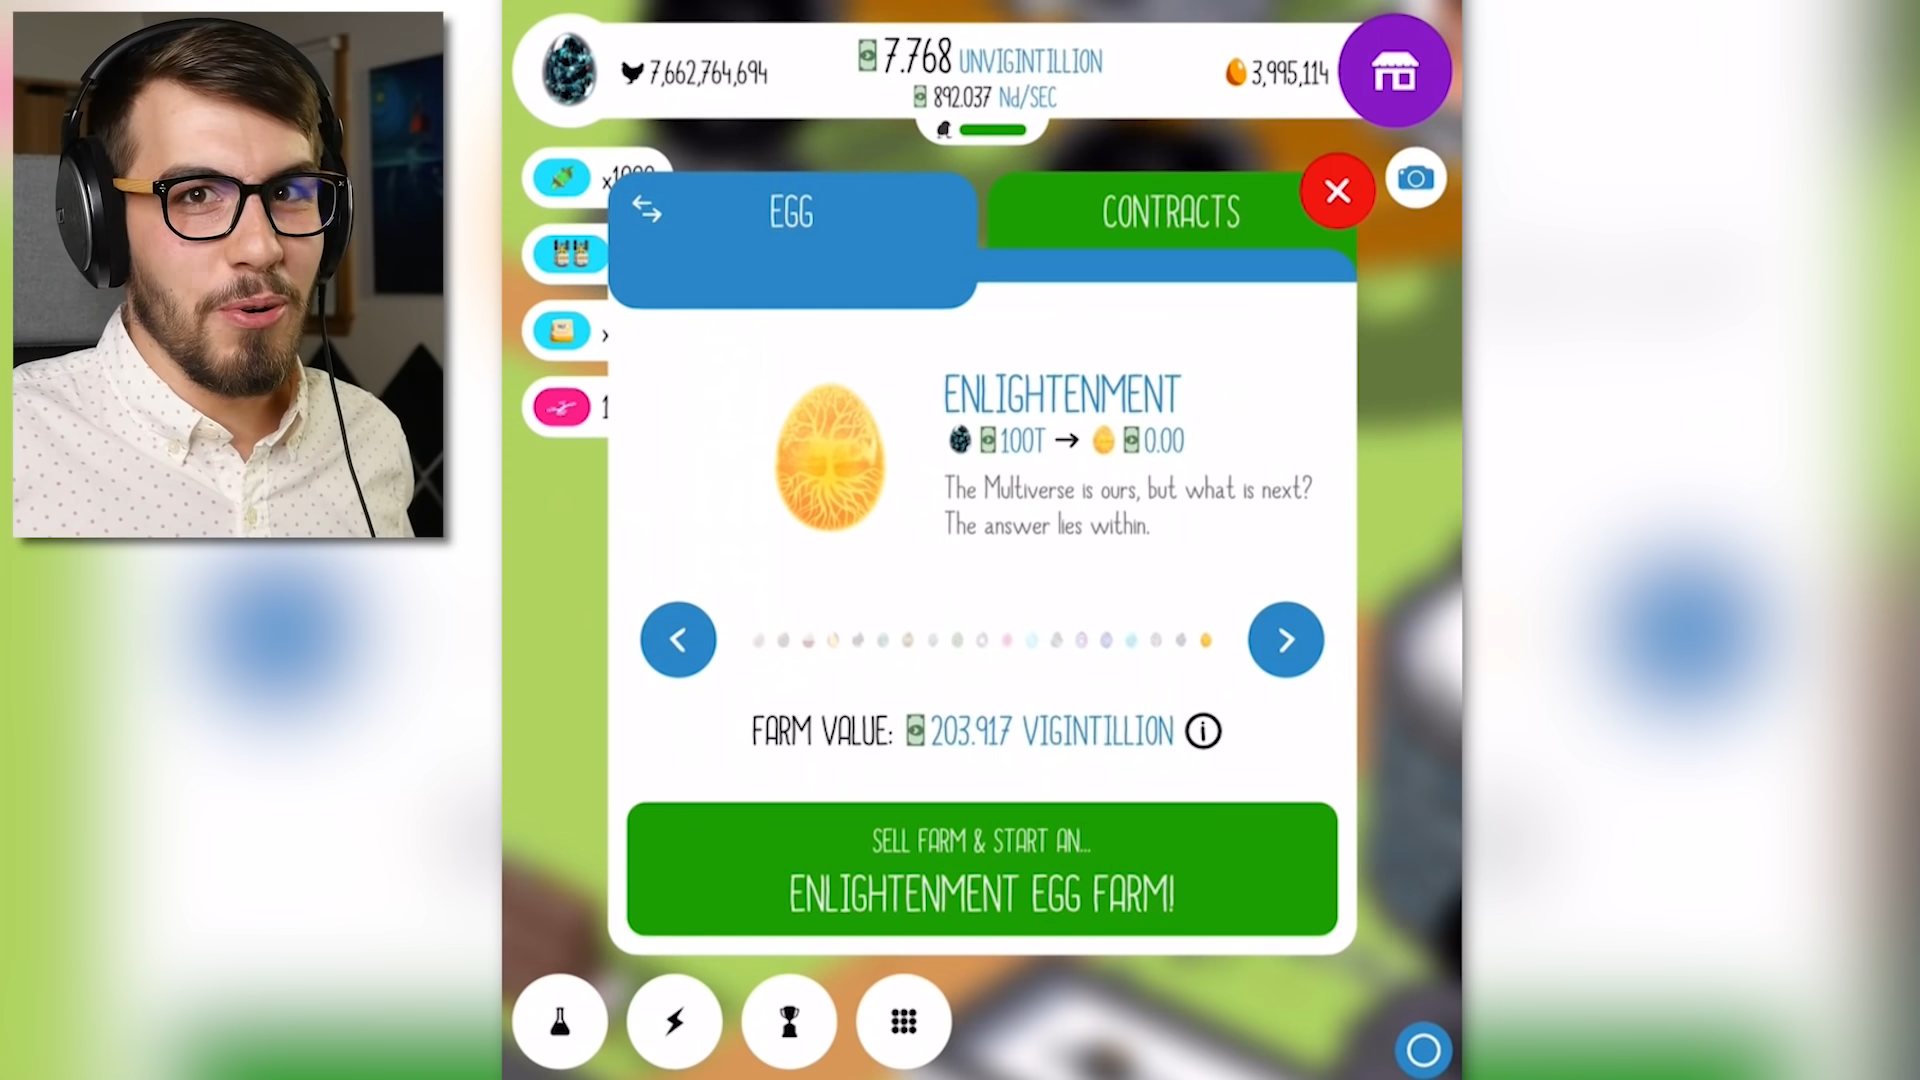 7,662,764,694
7.768 UNVIGINTILLION
892.037 Nd/SEC
3,995,114
EGG
CONTRACTS
ENLIGHTENMENT
100T → 0.00
The Multiverse is ours, but what is next?
The answer lies within.
FARM VALUE: 203.917 VIGINTILLION
SELL FARM & START AN...
ENLIGHTENMENT EGG FARM!